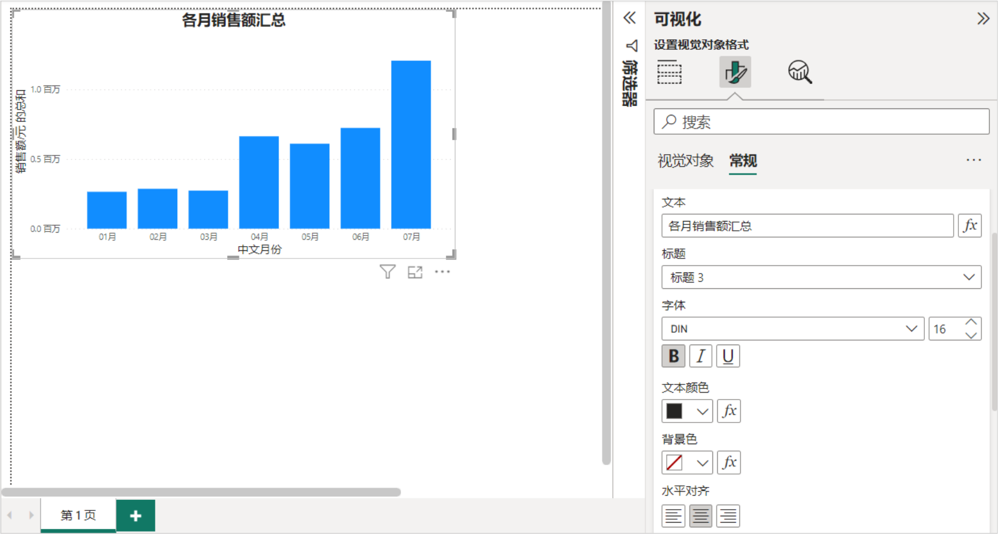 各月销售额汇总
销售额/元 的总和
1.0 百万
0.5 百万
0.0 百万
01月 02月 03月 04月 05月 06月 07月
中文月份
第 1 页
筛选器
可视化
设置视觉对象格式
搜索
视觉对象 常规
文本
各月销售额汇总 fx
标题
标题 3
字体
DIN 16
B I U
文本颜色
fx
背景色
fx
水平对齐